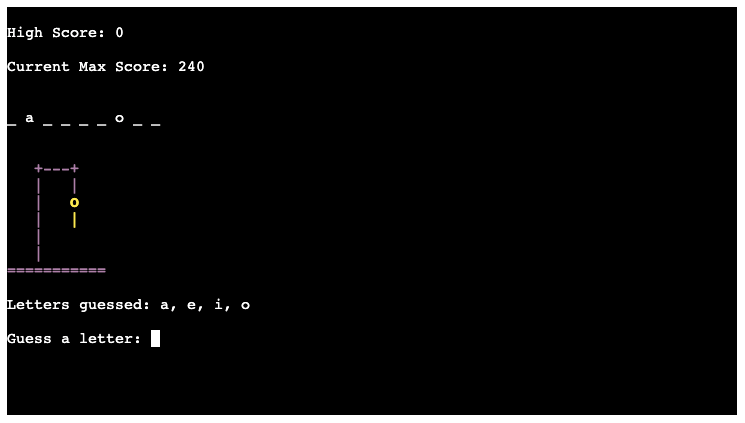 High Score: 0
Current Max Score: 240
_ a _ _ _ _ o _ _
+---+
|   |
|   o
|   |
|
|
===========
Letters guessed: a, e, i, o
Guess a letter: